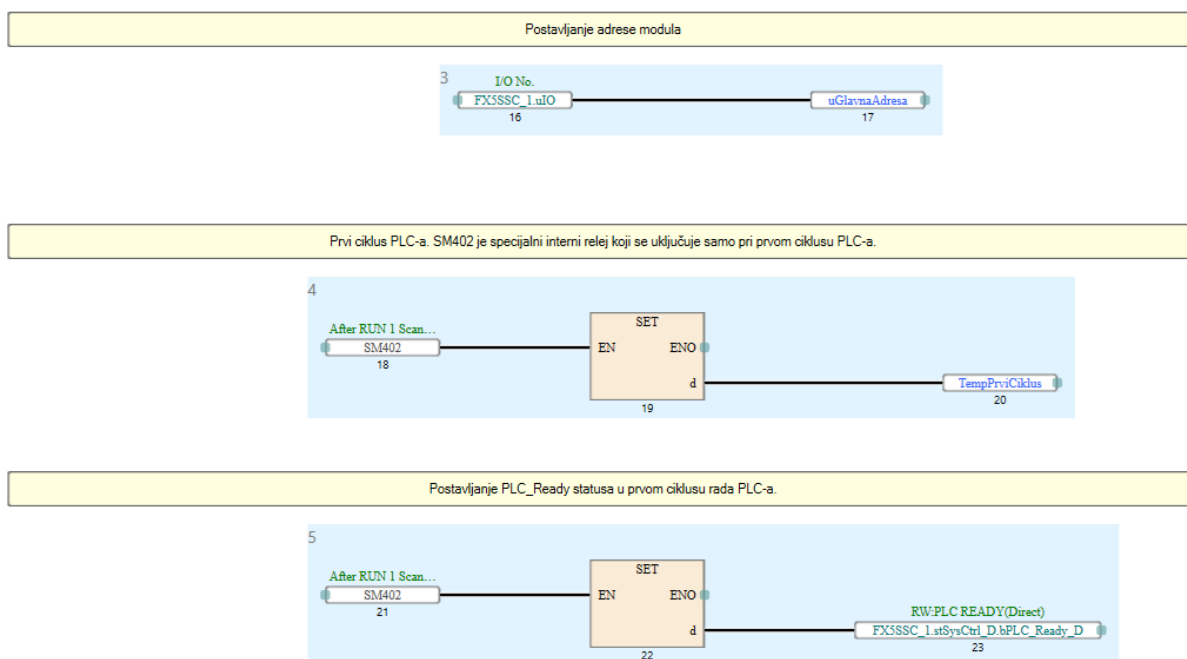 Postavljanje adrese modula
3
I/O No.
FX5SSC_1.uIO
uGlavnaAdresa
16
17
Prvi ciklus PLC-a. SM402 je specijalni interni relej koji se uključuje samo pri prvom ciklusu PLC-a.
4
SET
After RUN 1 Scan...
SM402
EN
ENO
18
d
TempPrviCiklus
19
20
Postavljanje PLC_Ready statusa u prvom ciklusu rada PLC-a.
5
SET
After RUN 1 Scan...
SM402
EN
ENO
21
RW:PLC READY(Direct)
d
FX5SSC_1.stSysCtrl_D.bPLC_Ready_D
22
23